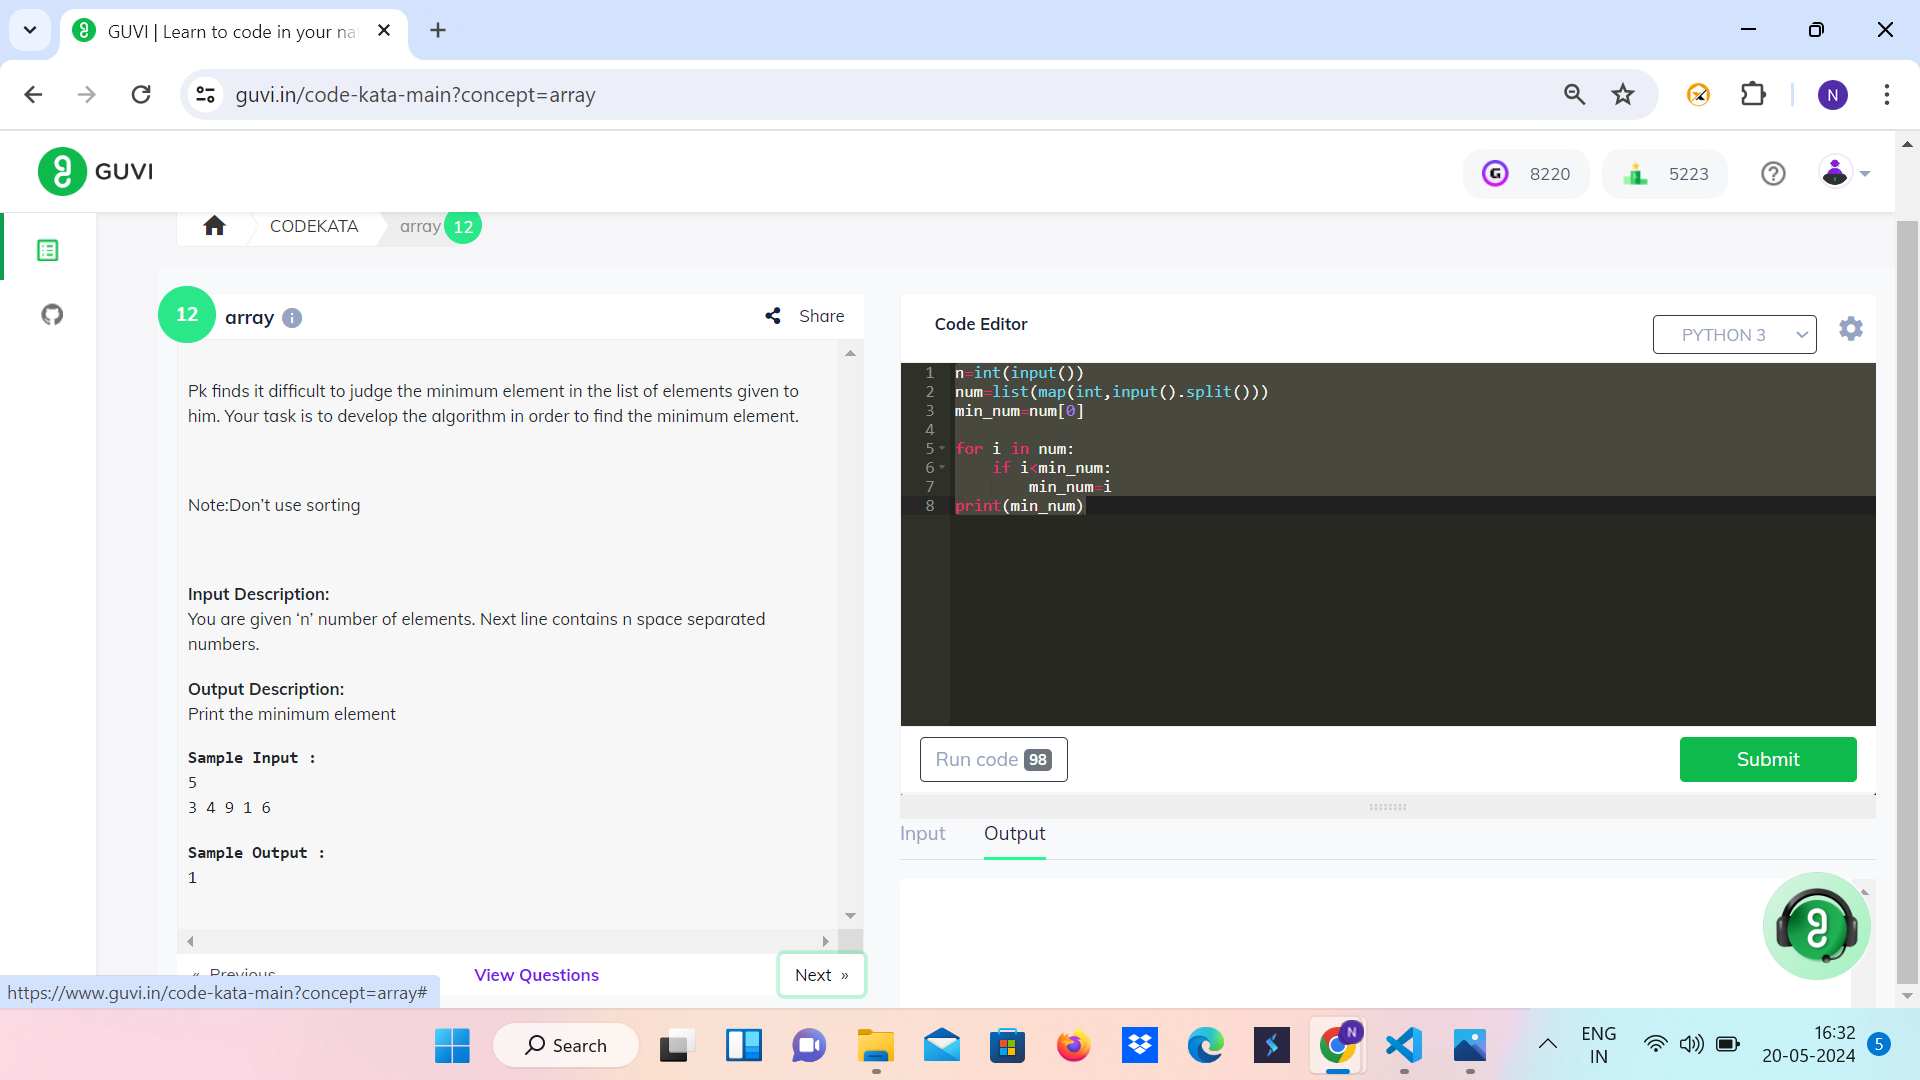 GUVI | Learn to code in your na
guvi.in/code-kata-main?concept=array
N
GUVI
G 8220
5223
CODEKATA
array 12
12 array
Share
Pk finds it difficult to judge the minimum element in the list of elements given to
him. Your task is to develop the algorithm in order to find the minimum element.
Note:Don't use sorting
Input Description:
You are given ‘n’ number of elements. Next line contains n space separated
numbers.
Output Description:
Print the minimum element
Sample Input :
5
3 4 9 1 6
Sample Output :
1
« Previous
View Questions
Next »
https://www.guvi.in/code-kata-main?concept=array#
Code Editor
PYTHON 3
1 n=int(input())
2 num=list(map(int,input().split()))
3 min_num=num[0]
4
5 for i in num:
6 if i<min_num:
7 min_num=i
8 print(min_num)
Run code 98
Submit
Input
Output
Search
N
ENG
IN
16:32
20-05-2024
5